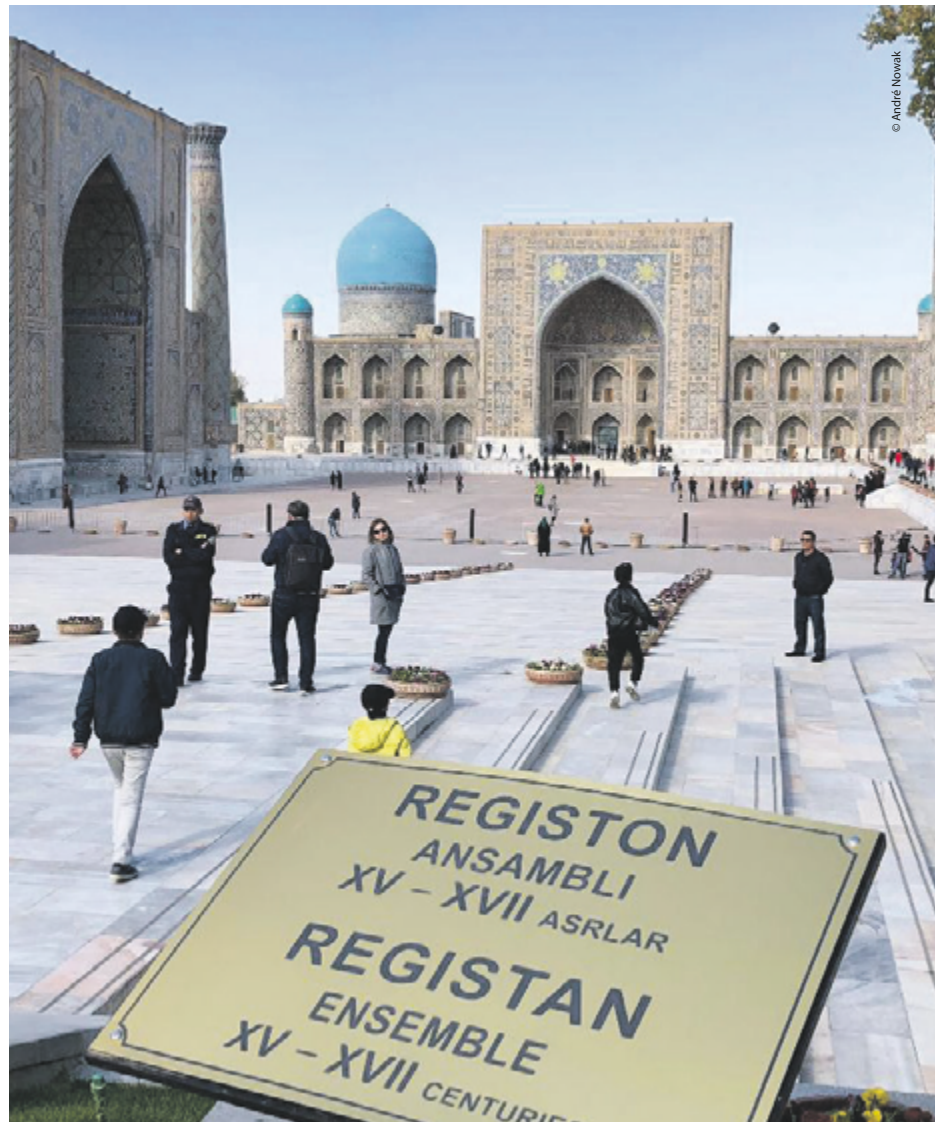 © André Nowak
REGISTON
ANSAMBLI
XV – XVII ASRLAR
REGISTAN
ENSEMBLE
XV – XVII